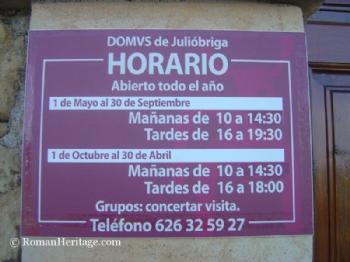 DOMVS de Julióbriga
HORARIO
Abierto todo el año
1 de Mayo al 30 de Septiembre
Mañanas de 10 a 14:30
Tardes de 16 a 19:30
1 de Octubre al 30 de Abril
Mañanas de 10 a 14:30
Tardes de 16 a 18:00
Grupos: concertar visita.
Teléfono 626 32 59 27
© RomanHeritage.com